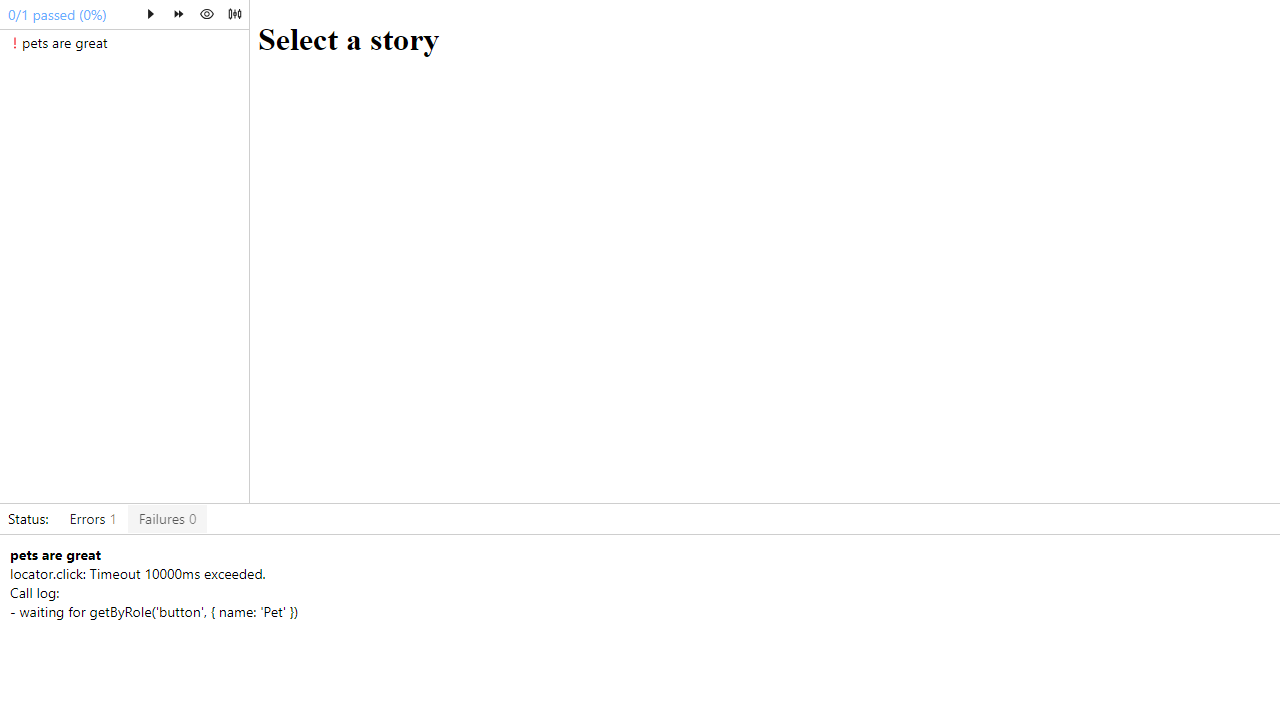 0/1 passed (0%)
! pets are great
Select a story
Status: Errors 1 Failures 0
pets are great
locator.click: Timeout 10000ms exceeded.
Call log:
- waiting for getByRole('button', { name: 'Pet' })